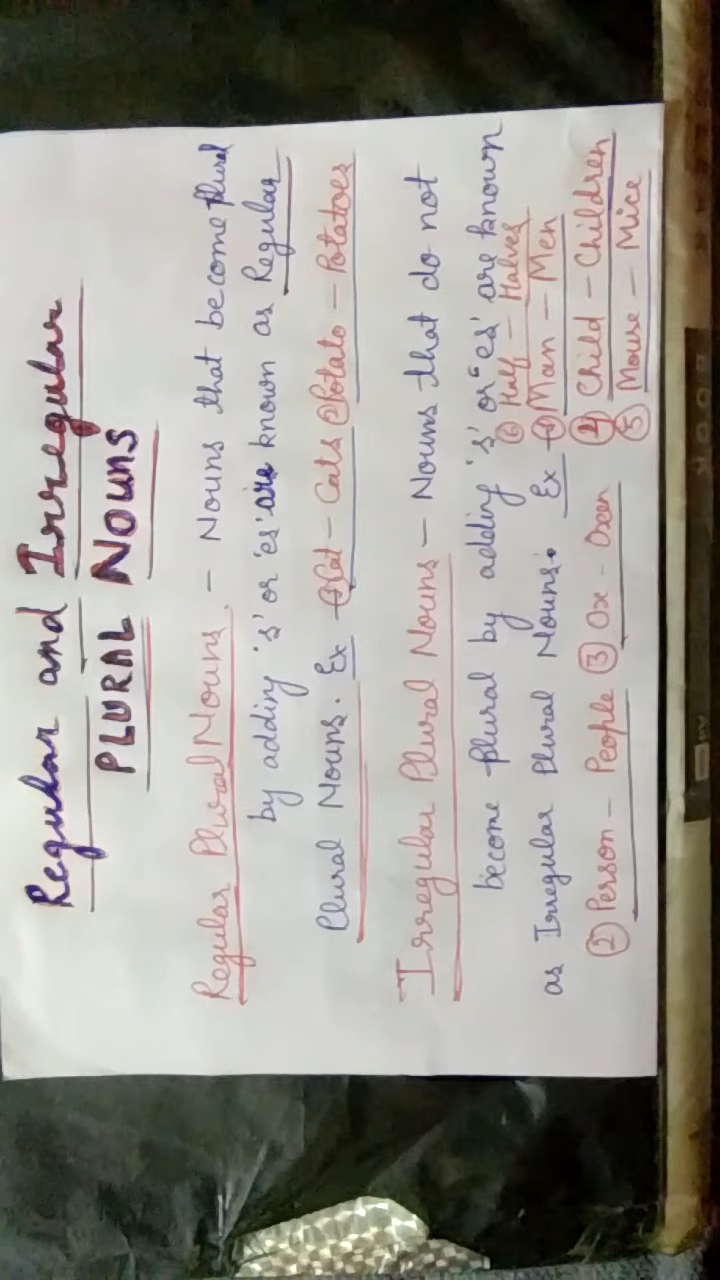 Regular and Irregular
PLURAL NOUNS
Regular Plural Nouns. – Nouns that become plural
by adding 's' or 'es' are known as Regular
Plural Nouns. Ex – ① Cat – Cats ② Potato – Potatoes
Irregular Plural Nouns – Nouns that do not
become plural by adding 's' or "es' are known
as Irregular Plural Nouns. Ex – ① Man – Men ⑥ Half – Halves
② Person – People ③ Ox – Oxen ④ Child – Children
⑤ Mouse – Mice